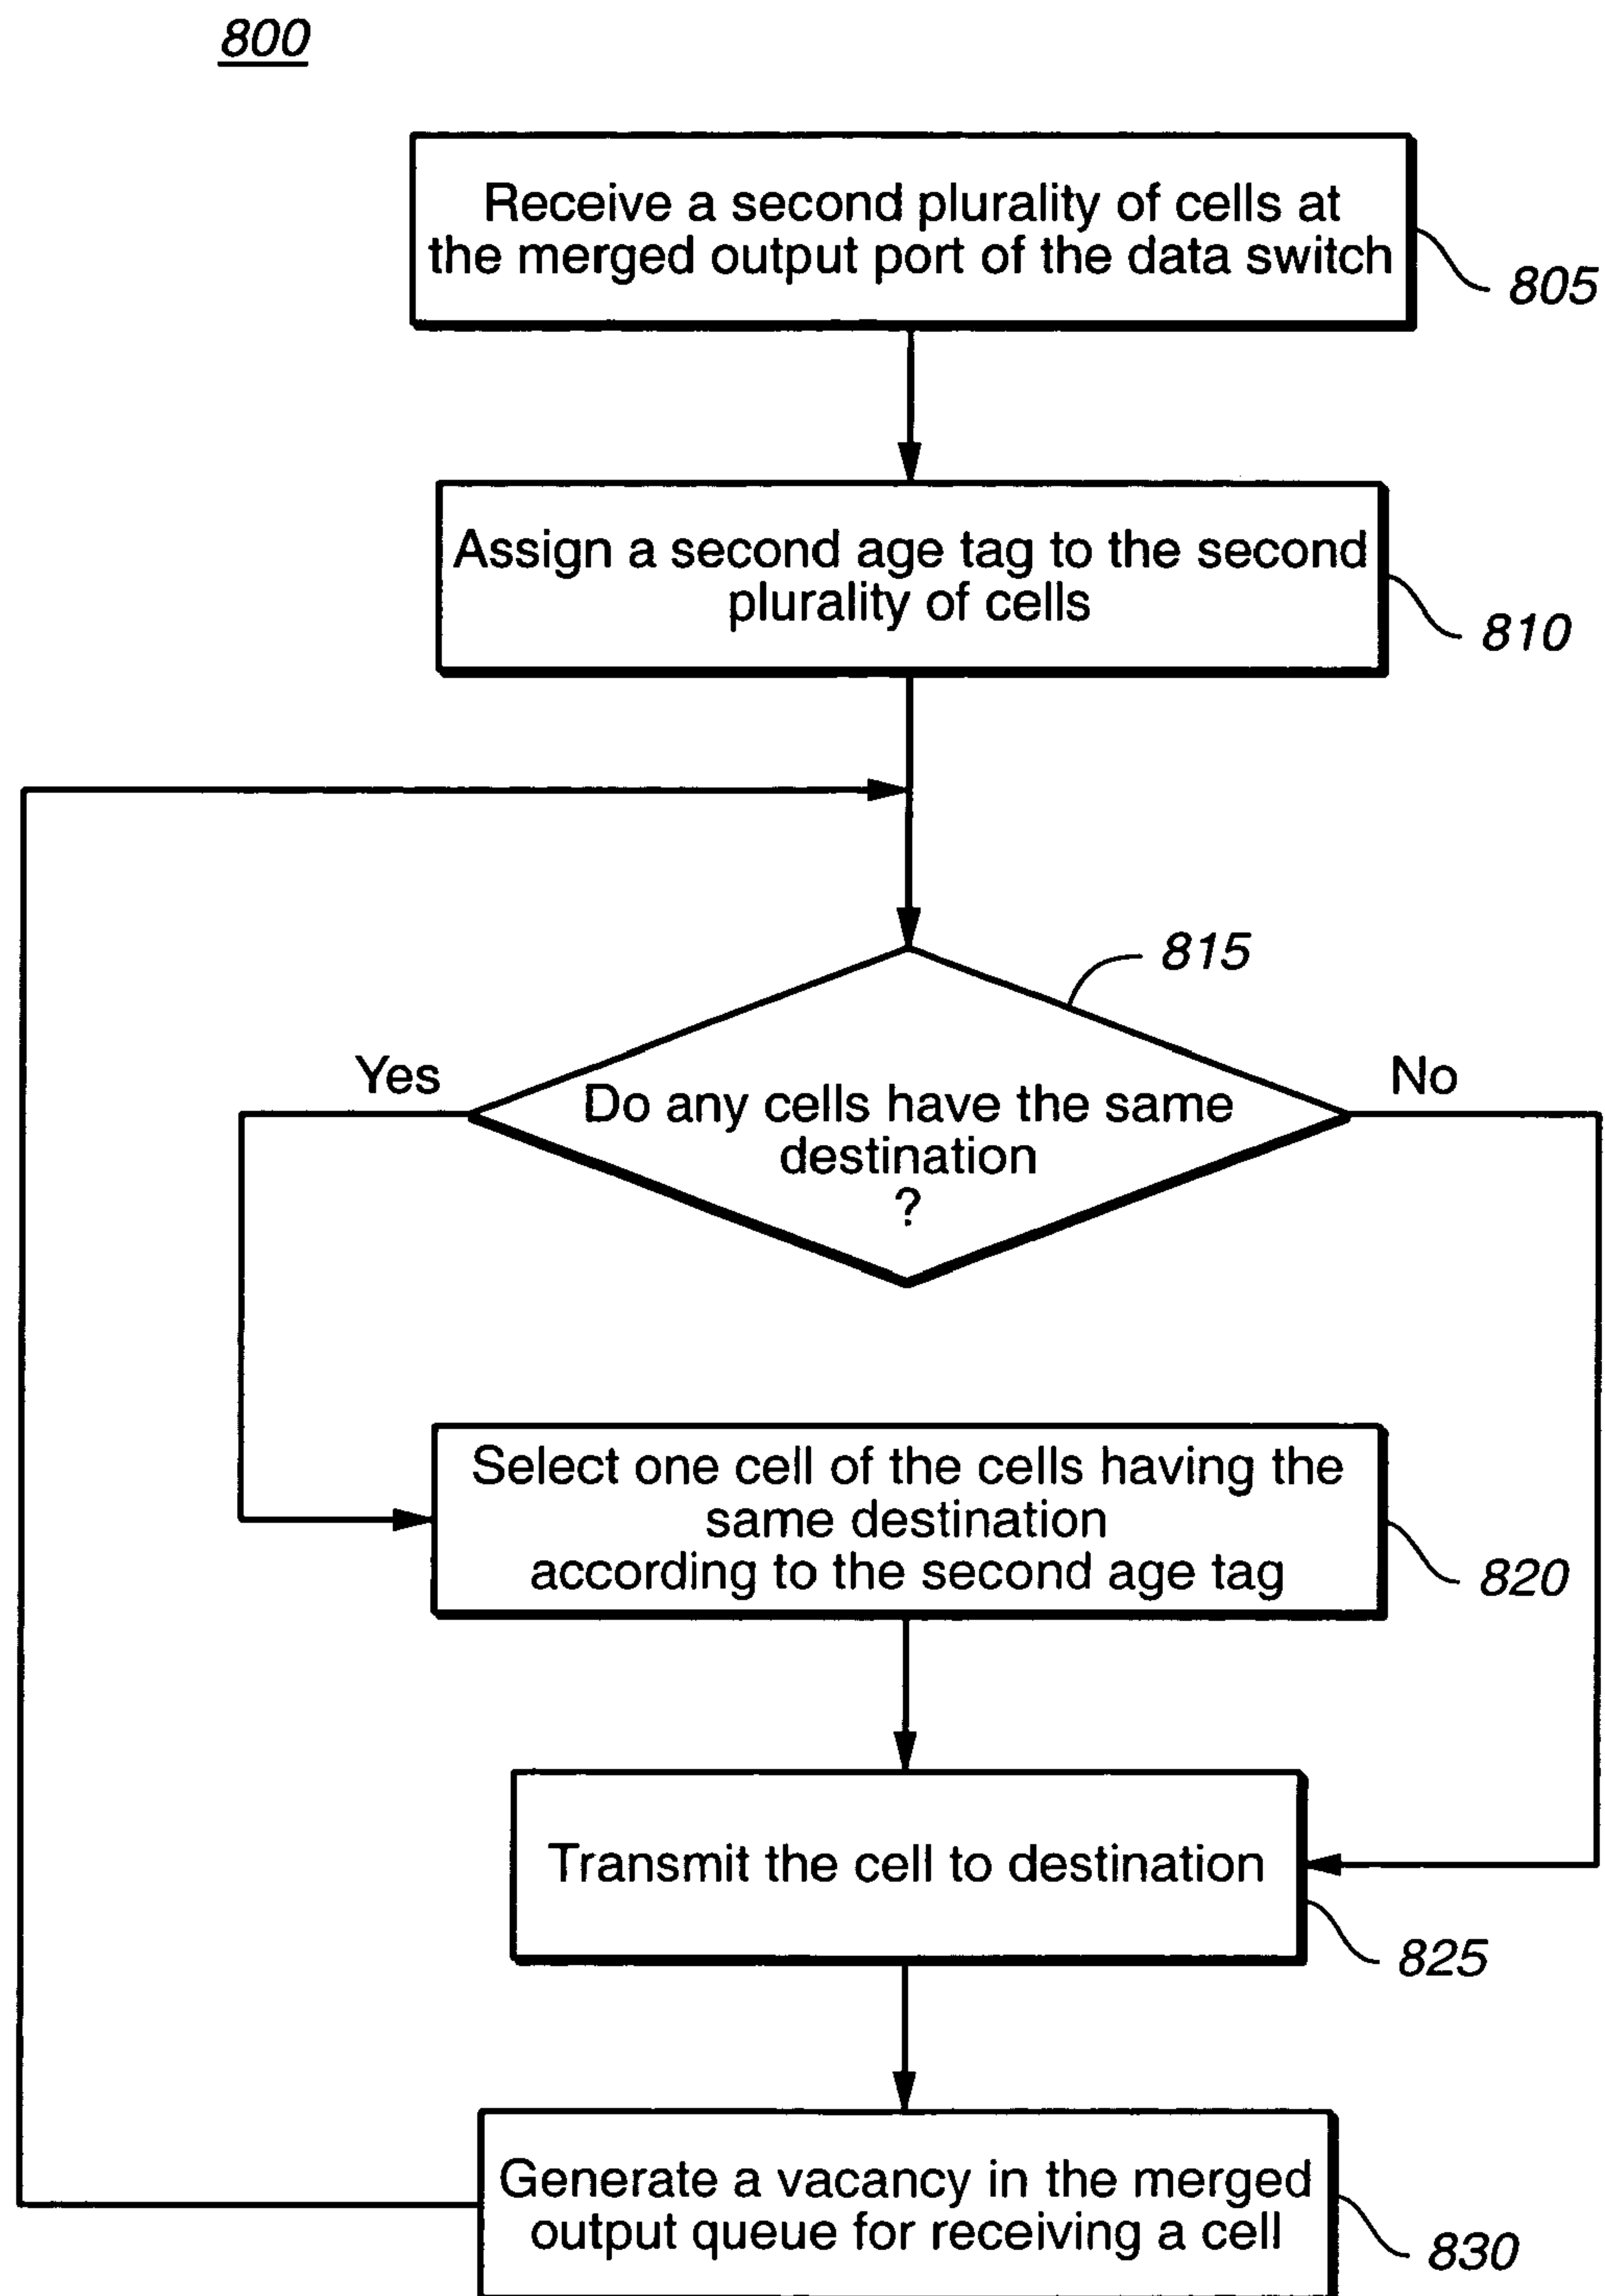 800
Receive a second plurality of cells at
the merged output port of the data switch
805
Assign a second age tag to the second
plurality of cells
810
815
Yes
No
Do any cells have the same
destination
?
Select one cell of the cells having the
same destination
according to the second age tag
820
Transmit the cell to destination
825
Generate a vacancy in the merged
output queue for receiving a cell
830